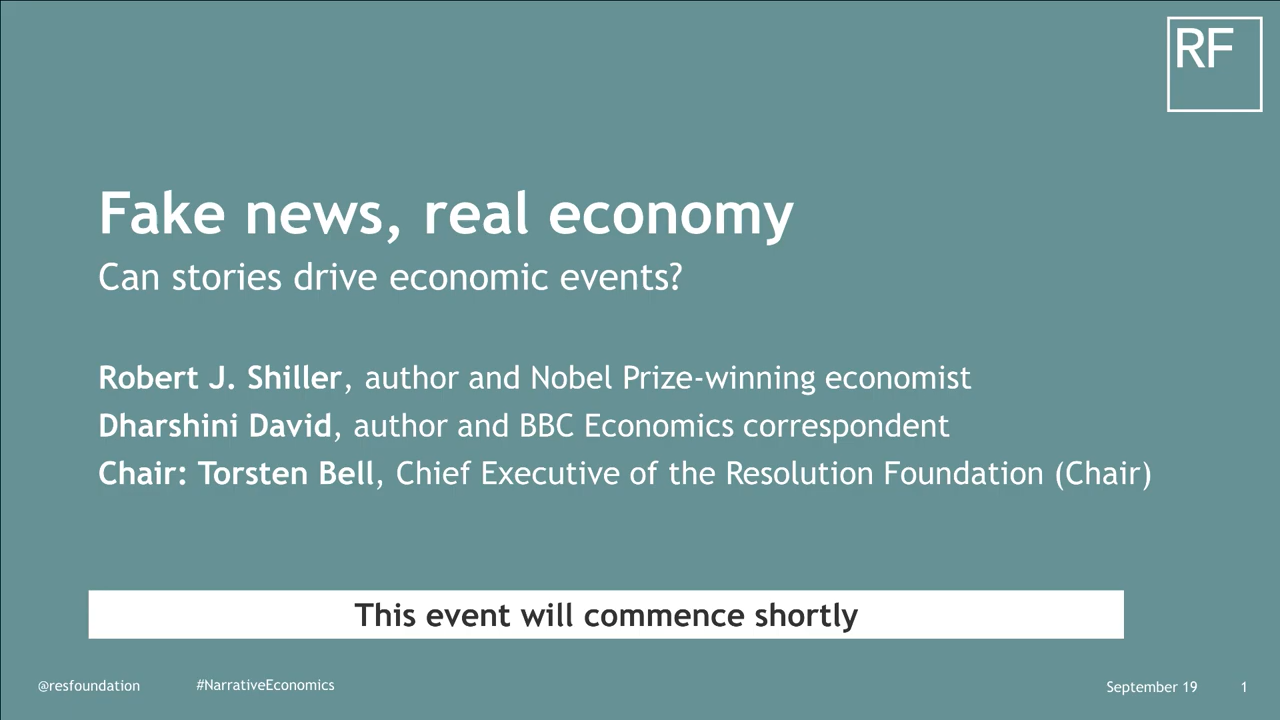 RF
Fake news, real economy
Can stories drive economic events?
Robert J. Shiller, author and Nobel Prize-winning economist
Dharshini David, author and BBC Economics correspondent
Chair: Torsten Bell, Chief Executive of the Resolution Foundation (Chair)
This event will commence shortly
@resfoundation #NarrativeEconomics September 19 1